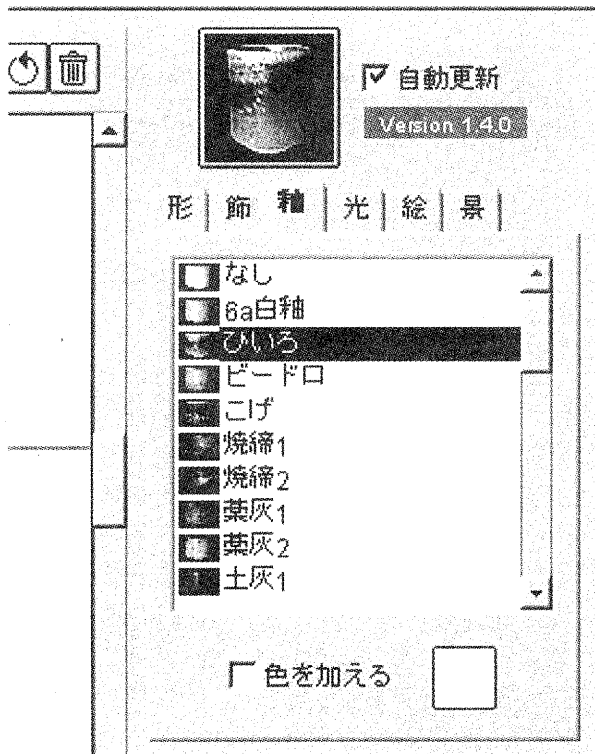 自動更新
Version 1.4.0
形 飾 釉 光 絵 景
なし
6a白釉
ひいろ
ビードロ
こげ
焼締1
焼締2
藁灰1
藁灰2
土灰1
色を加える